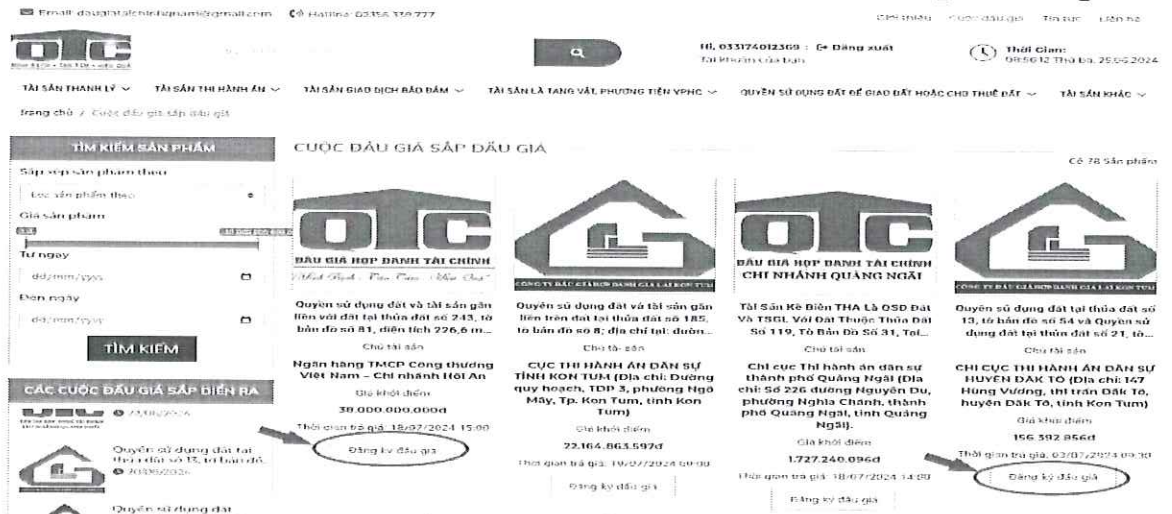 Giới thiệu Cuộc đấu giá Tin tức Liên hệ
OTC
Hi, 033174012369 : Đăng xuất
Tài khoản của bạn
Thời Gian:
08:56:12 Thứ ba, 25.06.2024
TÀI SẢN THANH LÝ
TÀI SẢN THI HÀNH ÁN
TÀI SẢN GIAO DỊCH BẢO ĐẢM
TÀI SẢN LÀ TANG VẬT, PHƯƠNG TIỆN VPHC
QUYỀN SỬ DỤNG ĐẤT ĐỂ GIAO ĐẤT HOẶC CHO THUÊ ĐẤT
TÀI SẢN KHÁC
Trang chủ / Cuộc đấu giá sắp đấu giá
TÌM KIẾM SẢN PHẨM
Sắp xếp sản phẩm theo
Lọc sản phẩm theo
Giá sản phẩm
Từ ngày
dd/mm/yyyy
Đến ngày
dd/mm/yyyy
TÌM KIẾM
CÁC CUỘC ĐẤU GIÁ SẮP DIỄN RA
Quyền sử dụng đất tại
thửa đất số 13, tờ bản đồ...
Quyền sử dụng đất
CUỘC ĐẤU GIÁ SẮP ĐẤU GIÁ
Có 78 Sản phẩm
OTC
ĐẤU GIÁ HỢP DANH TÀI CHÍNH
Quyền sử dụng đất và tài sản gắn
liền với đất tại thửa đất số 243, tờ
bản đồ số 81, diện tích 226,6 m...
Chủ tài sản
Ngân hàng TMCP Công thương
Việt Nam – Chi nhánh Hội An
Giá khởi điểm
38.000.000.000đ
Thời gian trả giá: 18/07/2024 15:00
Đăng ký đấu giá
CÔNG TY ĐẤU GIÁ HỢP DANH GIA LAI KON TUM
Quyền sử dụng đất và tài sản gắn
liền trên đất tại thửa đất số 185,
tờ bản đồ số 8; địa chỉ tại: đườn...
Chủ tài sản
CỤC THI HÀNH ÁN DÂN SỰ
TỈNH KON TUM (Địa chỉ: Đường
quy hoạch, TDP 3, phường Ngô
Mây, Tp. Kon Tum, tỉnh Kon
Tum)
Giá khởi điểm
22.164.863.597đ
Thời gian trả giá: 19/07/2024 09:00
Đăng ký đấu giá
OTC
ĐẤU GIÁ HỢP DANH TÀI CHÍNH
CHI NHÁNH QUẢNG NGÃI
Tài Sản Kê Biên THA Là QSD Đất
Và TSGL Với Đất Thuộc Thửa Đất
Số 119, Tờ Bản Đồ Số 31, Tại...
Chủ tài sản
Chi cục Thi hành án dân sự
thành phố Quảng Ngãi (Địa
chỉ: Số 226 đường Nguyễn Du,
phường Nghĩa Chánh, thành
phố Quảng Ngãi, tỉnh Quảng
Ngãi).
Giá khởi điểm
1.727.240.096đ
Thời gian trả giá: 18/07/2024 14:00
Đăng ký đấu giá
CÔNG TY ĐẤU GIÁ HỢP DANH GIA LAI KON TUM
Quyền sử dụng đất tại thửa đất số
13, tờ bản đồ số 54 và Quyền sử
dụng đất tại thửa đất số 21, tờ...
Chủ tài sản
CHI CỤC THI HÀNH ÁN DÂN SỰ
HUYỆN ĐĂK TÔ (Địa chỉ: 147
Hùng Vương, thị trấn Đăk Tô,
huyện Đăk Tô, tỉnh Kon Tum)
Giá khởi điểm
156.392.856đ
Thời gian trả giá: 03/07/2024 09:30
Đăng ký đấu giá